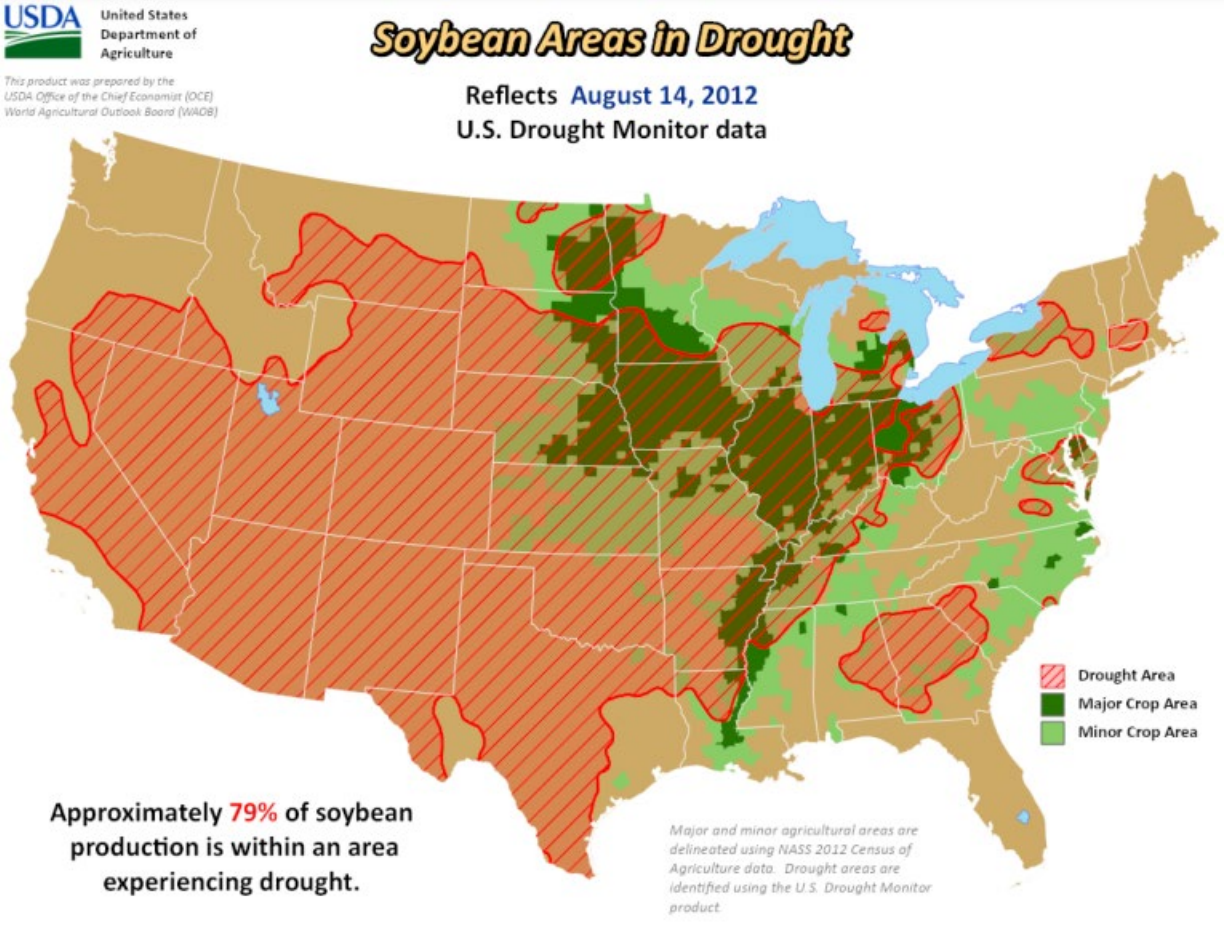 USDA
United States
Department of
Agriculture
This product was prepared by the
USDA Office of the Chief Economist (OCE)
World Agricultural Outlook Board (WAOB)
Soybean Areas in Drought
Reflects August 14, 2012
U.S. Drought Monitor data
Drought Area
Major Crop Area
Minor Crop Area
Approximately 79% of soybean
production is within an area
experiencing drought.
Major and minor agricultural areas are
delineated using NASS 2012 Census of
Agriculture data. Drought areas are
identified using the U.S. Drought Monitor
product.